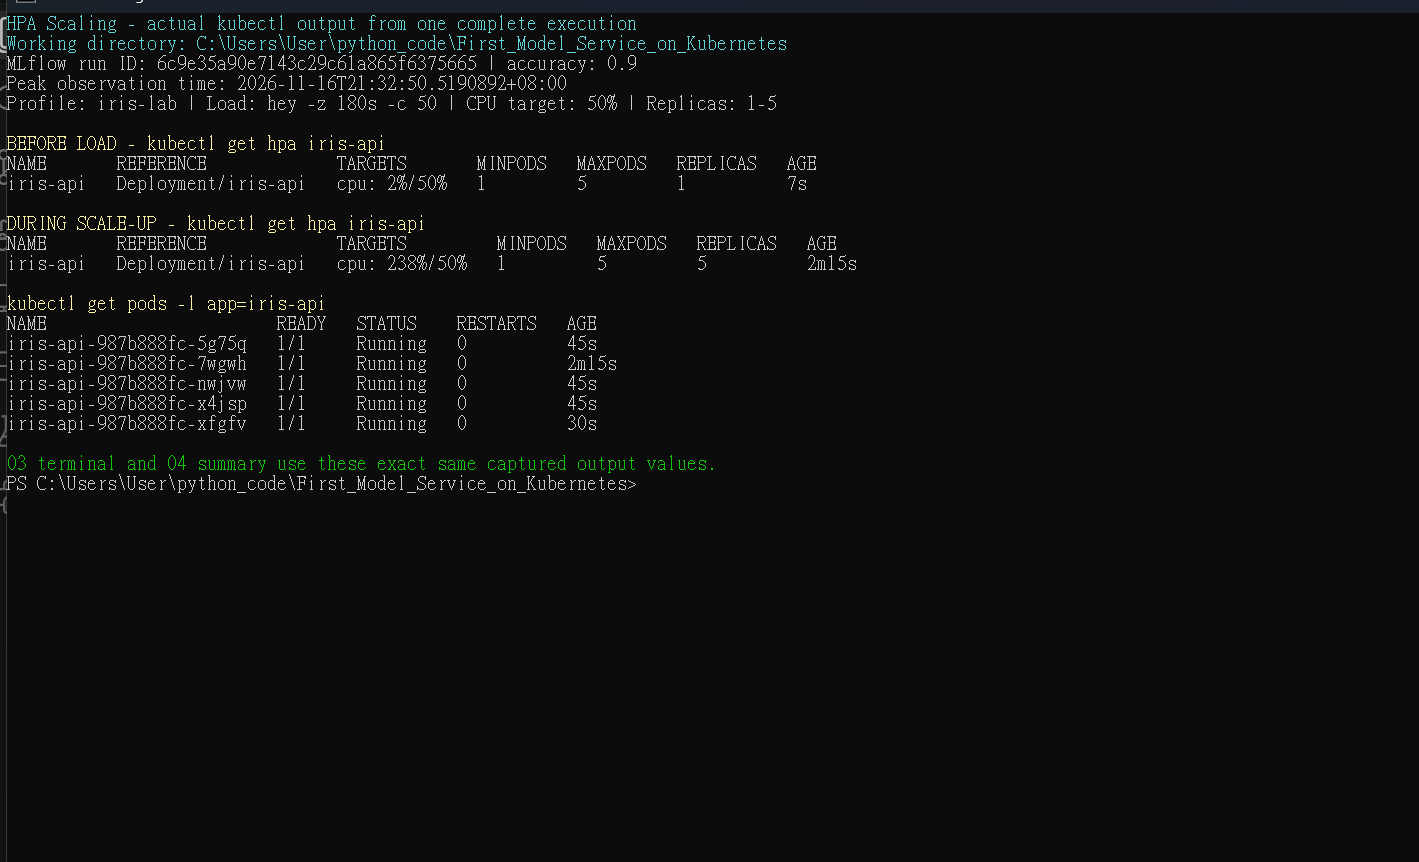 HPA Scaling - actual kubectl output from one complete execution
Working directory: C:\Users\User\python_code\First_Model_Service_on_Kubernetes
MLflow run ID: 6c9e35a90e7143c29c61a865f6375665 | accuracy: 0.9
Peak observation time: 2026-11-16T21:32:50.5190892+08:00
Profile: iris-lab | Load: hey -z 180s -c 50 | CPU target: 50% | Replicas: 1-5
BEFORE LOAD - kubectl get hpa iris-api
NAME REFERENCE TARGETS MINPODS MAXPODS REPLICAS AGE
iris-api Deployment/iris-api cpu: 2%/50% 1 5 1 7s
DURING SCALE-UP - kubectl get hpa iris-api
NAME REFERENCE TARGETS MINPODS MAXPODS REPLICAS AGE
iris-api Deployment/iris-api cpu: 238%/50% 1 5 5 2m15s
kubectl get pods -l app=iris-api
NAME READY STATUS RESTARTS AGE
iris-api-987b888fc-5g75q 1/1 Running 0 45s
iris-api-987b888fc-7wgwh 1/1 Running 0 2m15s
iris-api-987b888fc-nwjvw 1/1 Running 0 45s
iris-api-987b888fc-x4jsp 1/1 Running 0 45s
iris-api-987b888fc-xfgfv 1/1 Running 0 30s
03 terminal and 04 summary use these exact same captured output values.
PS C:\Users\User\python_code\First_Model_Service_on_Kubernetes>